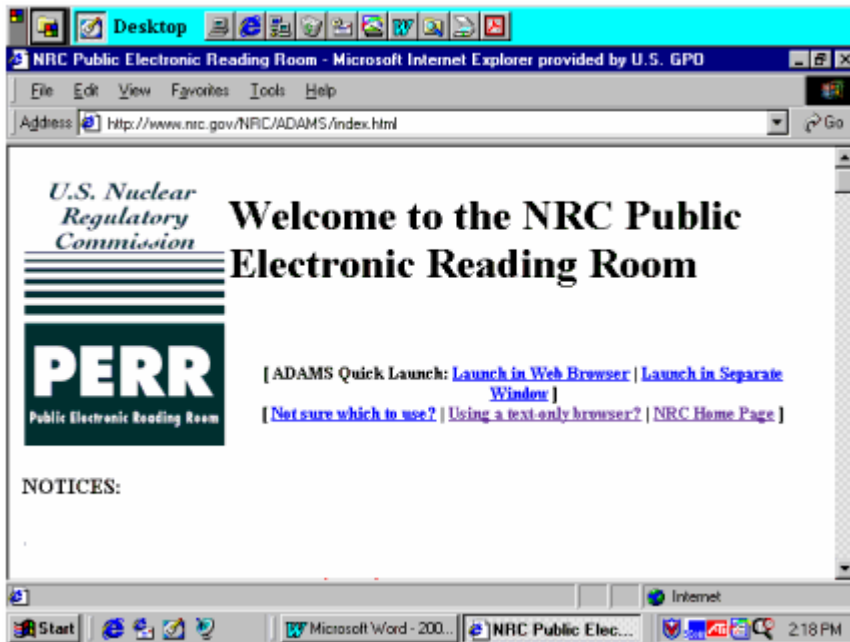 Desktop
NRC Public Electronic Reading Room - Microsoft Internet Explorer provided by U.S. GPO
File Edit View Favorites Tools Help
Address http://www.nrc.gov/NRC/ADAMS/index.html Go
U.S. Nuclear
Regulatory
Commission
Welcome to the NRC Public
Electronic Reading Room
PERR
Public Electronic Reading Room
[ ADAMS Quick Launch: Launch in Web Browser | Launch in Separate
Window ]
[ Not sure which to use? | Using a text-only browser? | NRC Home Page ]
NOTICES:
Internet
Start Microsoft Word - 200... NRC Public Elec... 2:18 PM